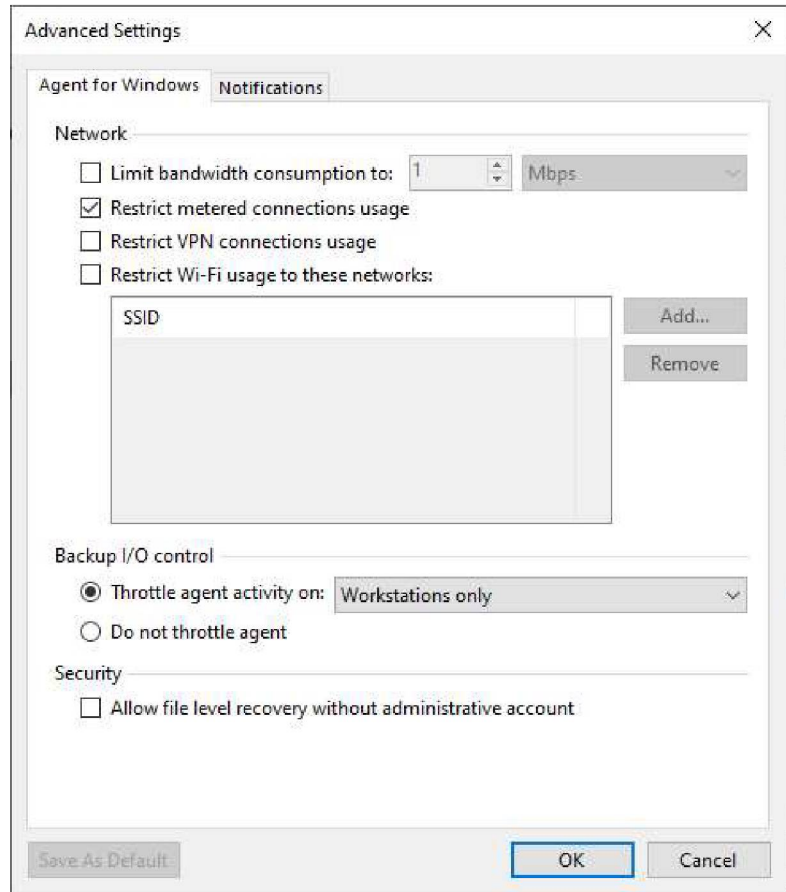 Advanced Settings
Agent for Windows Notifications
Network
Limit bandwidth consumption to: 1 Mbps
Restrict metered connections usage
Restrict VPN connections usage
Restrict Wi-Fi usage to these networks:
SSID Add...
Remove
Backup I/O control
Throttle agent activity on: Workstations only
Do not throttle agent
Security
Allow file level recovery without administrative account
Save As Default OK Cancel